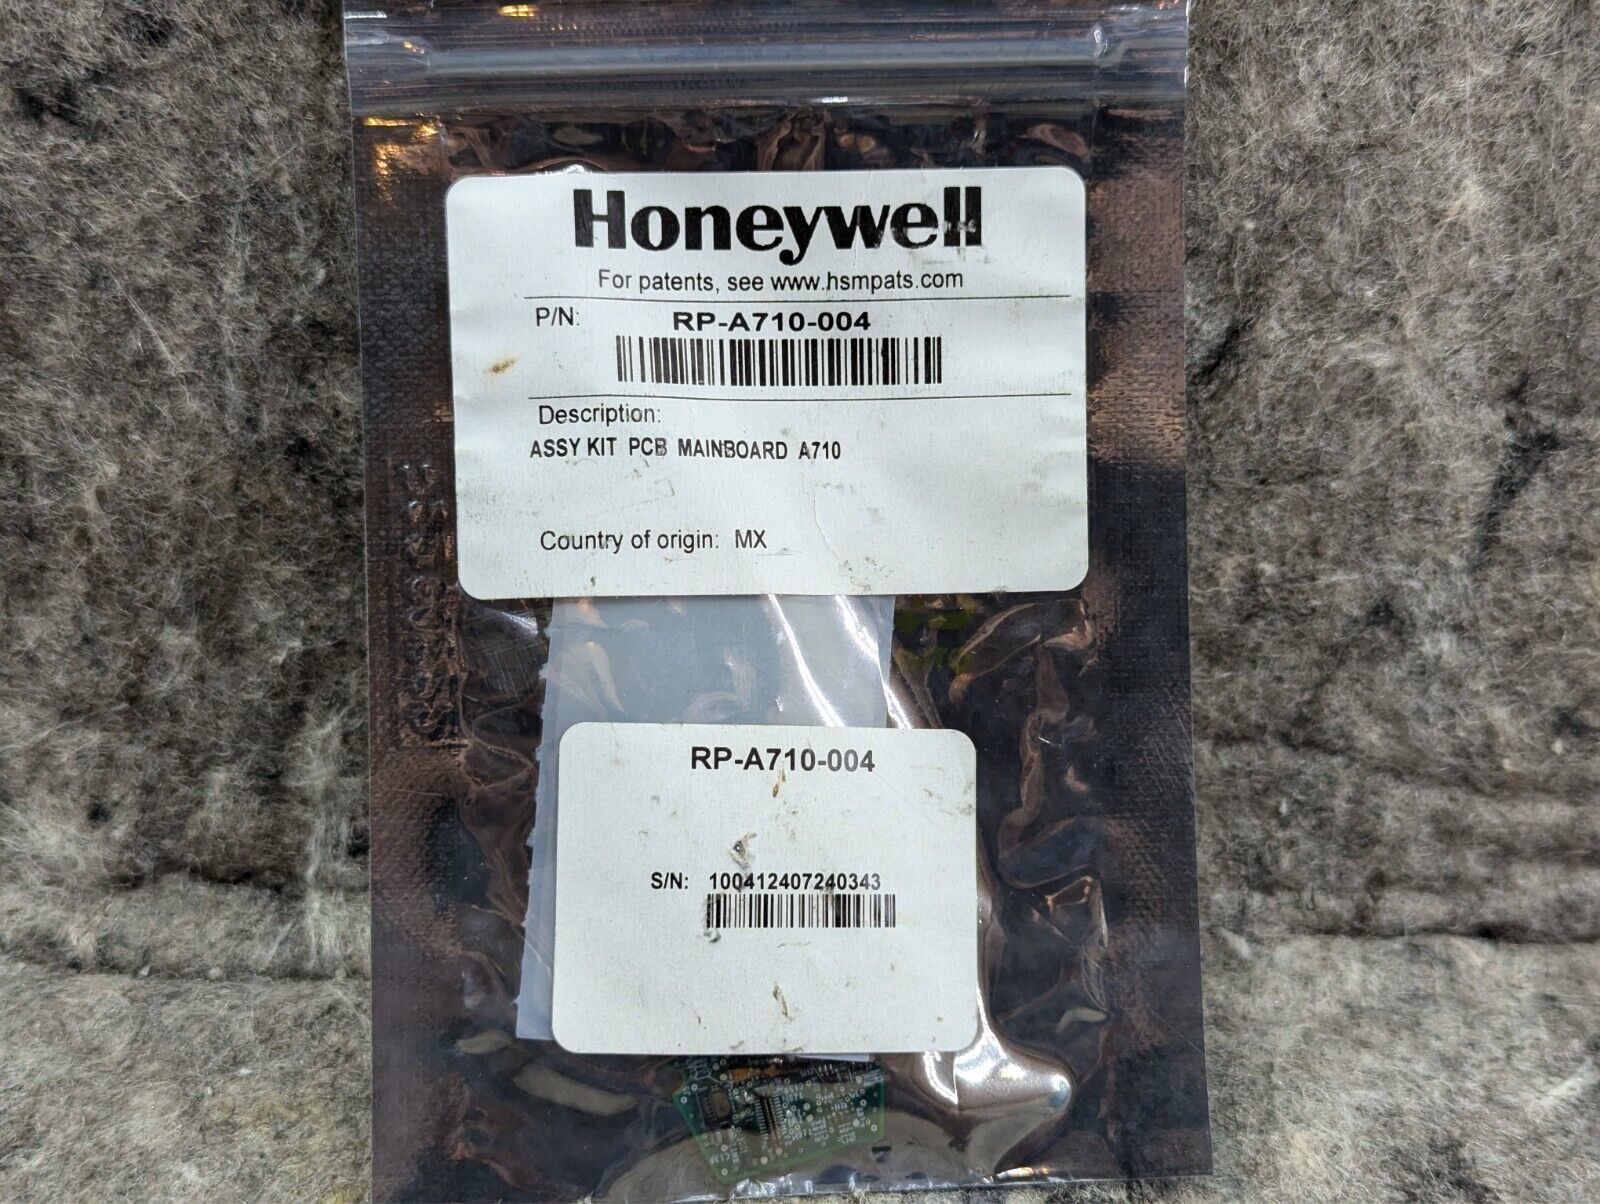 Honeywell
For patents, see www.hsmpats.com
P/N: RP-A710-004
Description:
ASSY KIT PCB MAINBOARD A710
Country of origin: MX
RP-A710-004
S/N: 100412407240343